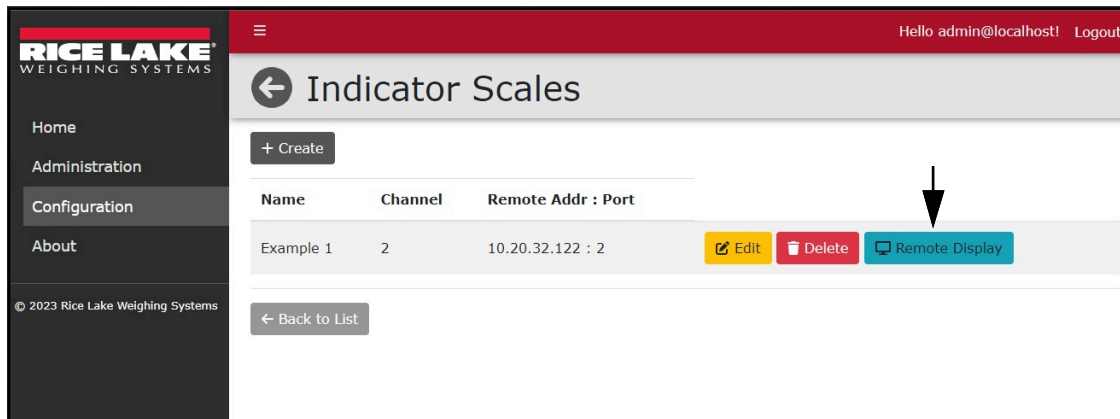 RICE LAKE®
WEIGHING SYSTEMS
Home
Administration
Configuration
About
© 2023 Rice Lake Weighing Systems
Hello admin@localhost! Logout
Indicator Scales
+ Create
Name Channel Remote Addr : Port
Example 1 2 10.20.32.122 : 2 Edit Delete Remote Display
← Back to List